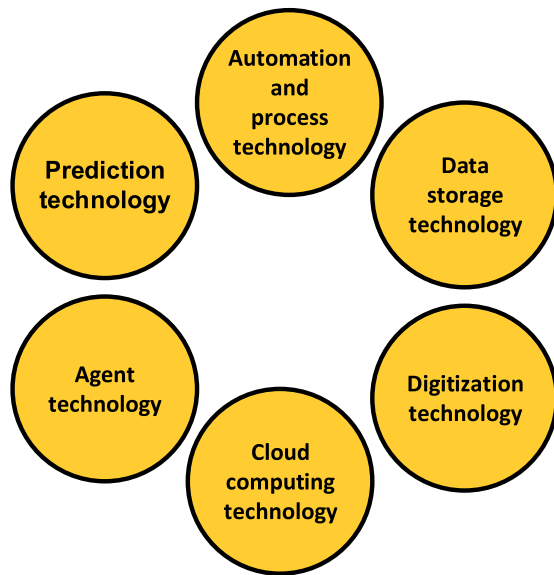 Automation
and
process
technology
Prediction
technology
Data
storage
technology
Agent
technology
Digitization
technology
Cloud
computing
technology